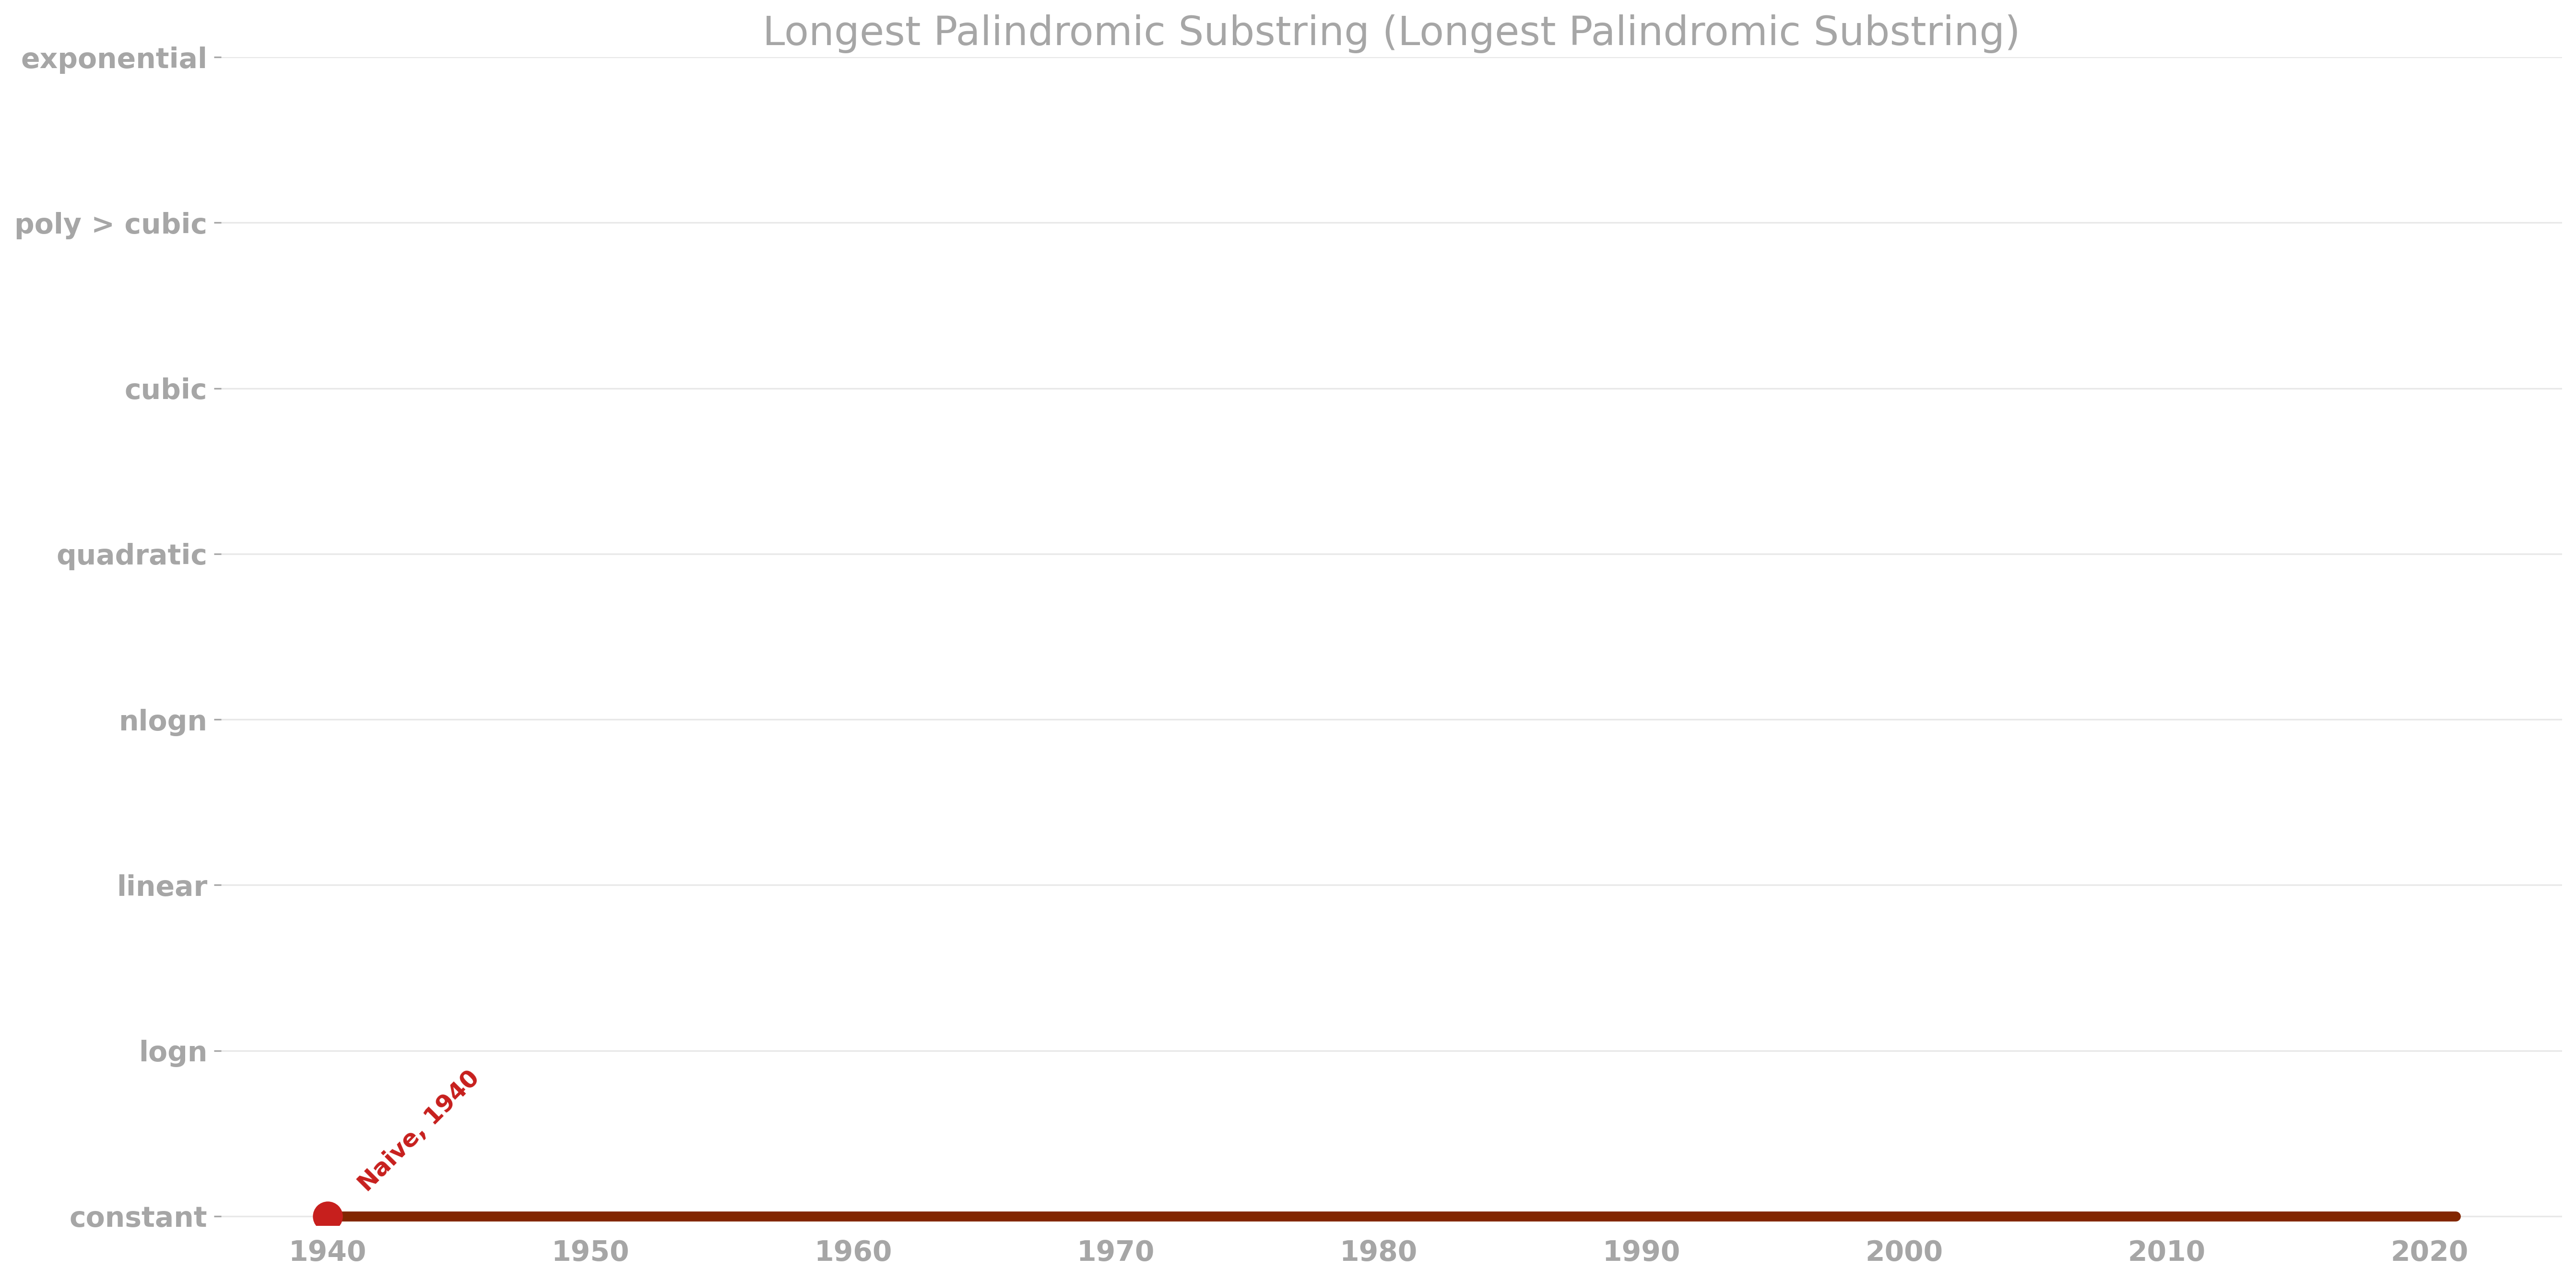 Longest Palindromic Substring (Longest Palindromic Substring)
exponential
poly > cubic
cubic
quadratic
nlogn
linear
logn
constant
Naive, 1940
1940 1950 1960 1970 1980 1990 2000 2010 2020